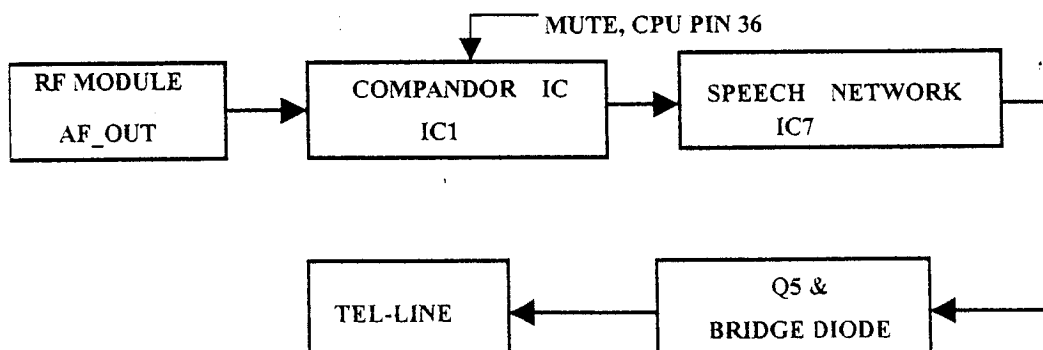 MUTE, CPU PIN 36
RF MODULE
AF_OUT
COMPANDOR IC
IC1
SPEECH NETWORK
IC7
TEL-LINE
Q5 &
BRIDGE DIODE